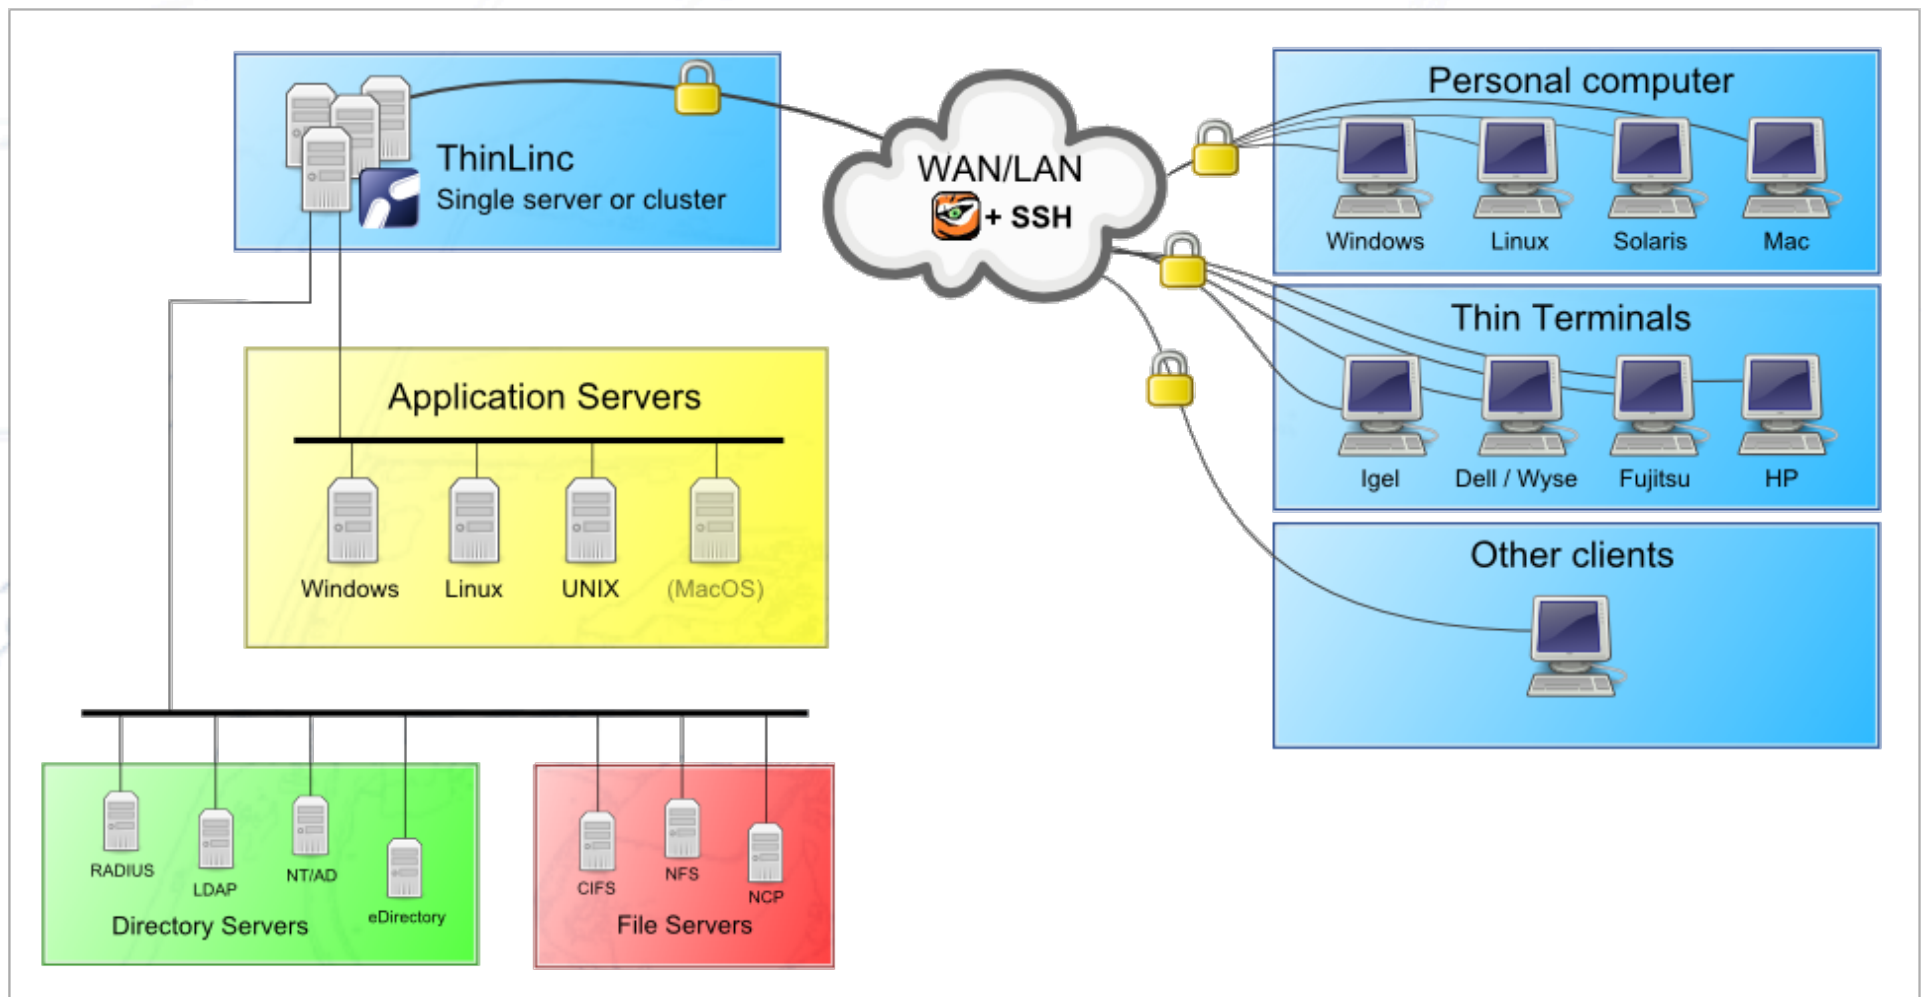 ThinLinc
Single server or cluster
WAN/LAN
+ SSH
Personal computer
Windows
Linux
Solaris
Mac
Thin Terminals
Igel
Dell / Wyse
Fujitsu
HP
Other clients
Application Servers
Windows
Linux
UNIX
(MacOS)
RADIUS
LDAP
NT/AD
eDirectory
Directory Servers
CIFS
NFS
NCP
File Servers